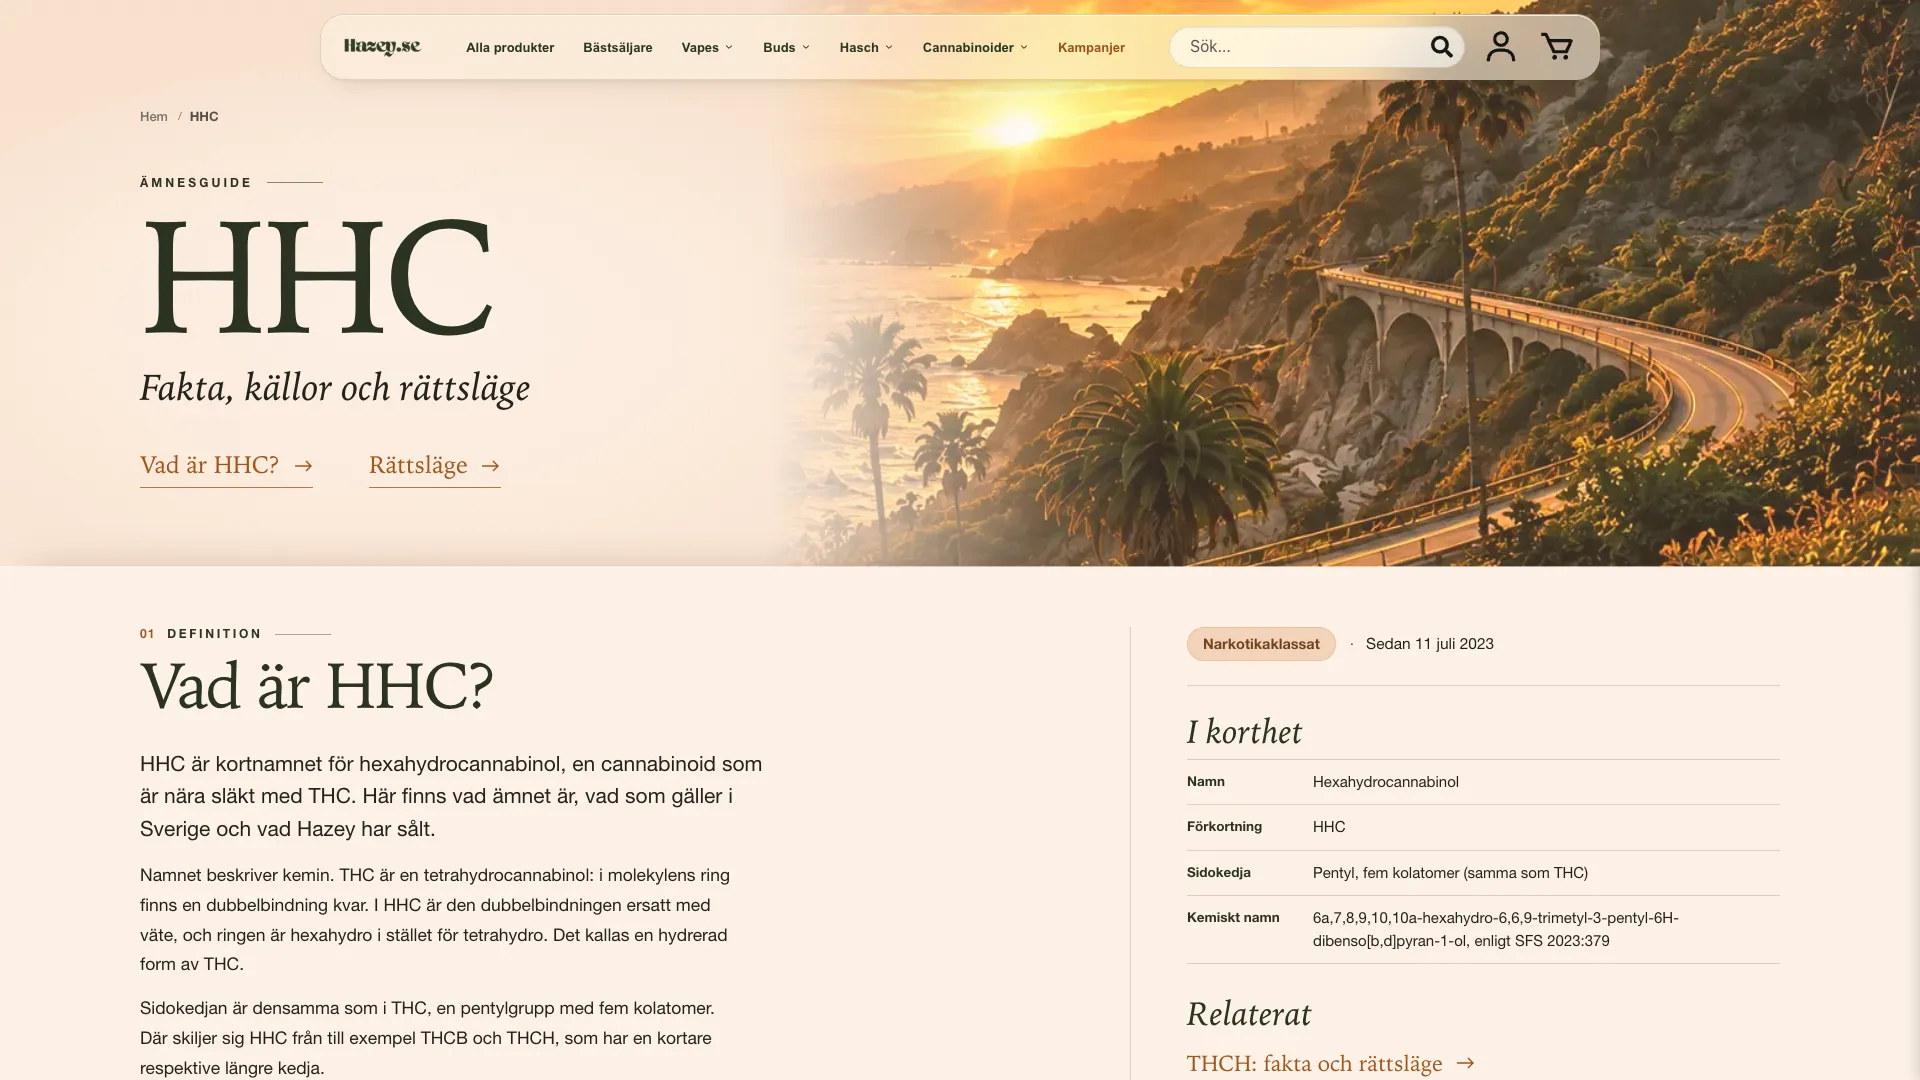 Hazey.se
Alla produkter
Bästsäljare
Vapes
Buds
Hasch
Cannabinoider
Kampanjer
Sök...
Hem / HHC
ÄMNESGUIDE
HHC
Fakta, källor och rättsläge
Vad är HHC? →
Rättsläge →
01 DEFINITION
Vad är HHC?
HHC är kortnamnet för hexahydrocannabinol, en cannabinoid som
är nära släkt med THC. Här finns vad ämnet är, vad som gäller i
Sverige och vad Hazey har sålt.
Namnet beskriver kemin. THC är en tetrahydrocannabinol: i molekylens ring
finns en dubbelbindning kvar. I HHC är den dubbelbindningen ersatt med
väte, och ringen är hexahydro i stället för tetrahydro. Det kallas en hydrerad
form av THC.
Sidokedjan är densamma som i THC, en pentylgrupp med fem kolatomer.
Där skiljer sig HHC från till exempel THCB och THCH, som har en kortare
respektive längre kedja.
Narkotikaklassat · Sedan 11 juli 2023
I korthet
Namn Hexahydrocannabinol
Förkortning HHC
Sidokedja Pentyl, fem kolatomer (samma som THC)
Kemiskt namn 6a,7,8,9,10,10a-hexahydro-6,6,9-trimetyl-3-pentyl-6H-
dibenso[b,d]pyran-1-ol, enligt SFS 2023:379
Relaterat
THCH: fakta och rättsläge →